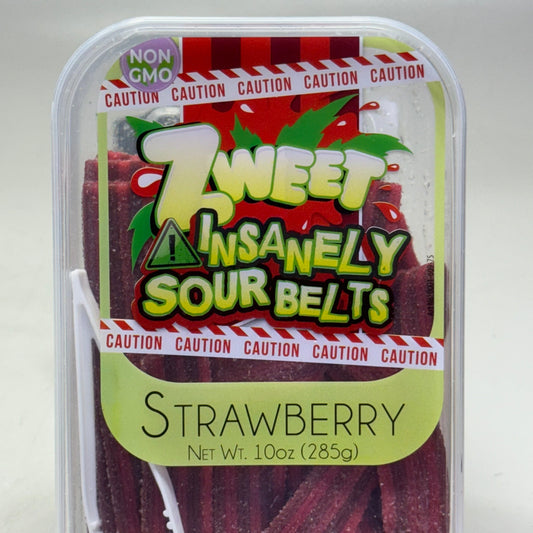 NON
GMO
CAUTION CAUTION CAUTION CAUTION CAUTION
ZWEET
INSANELY
SOUR BELTS
CAUTION CAUTION CAUTION CAUTION CAUTION
STRAWBERRY
NET WT. 10OZ (285g)